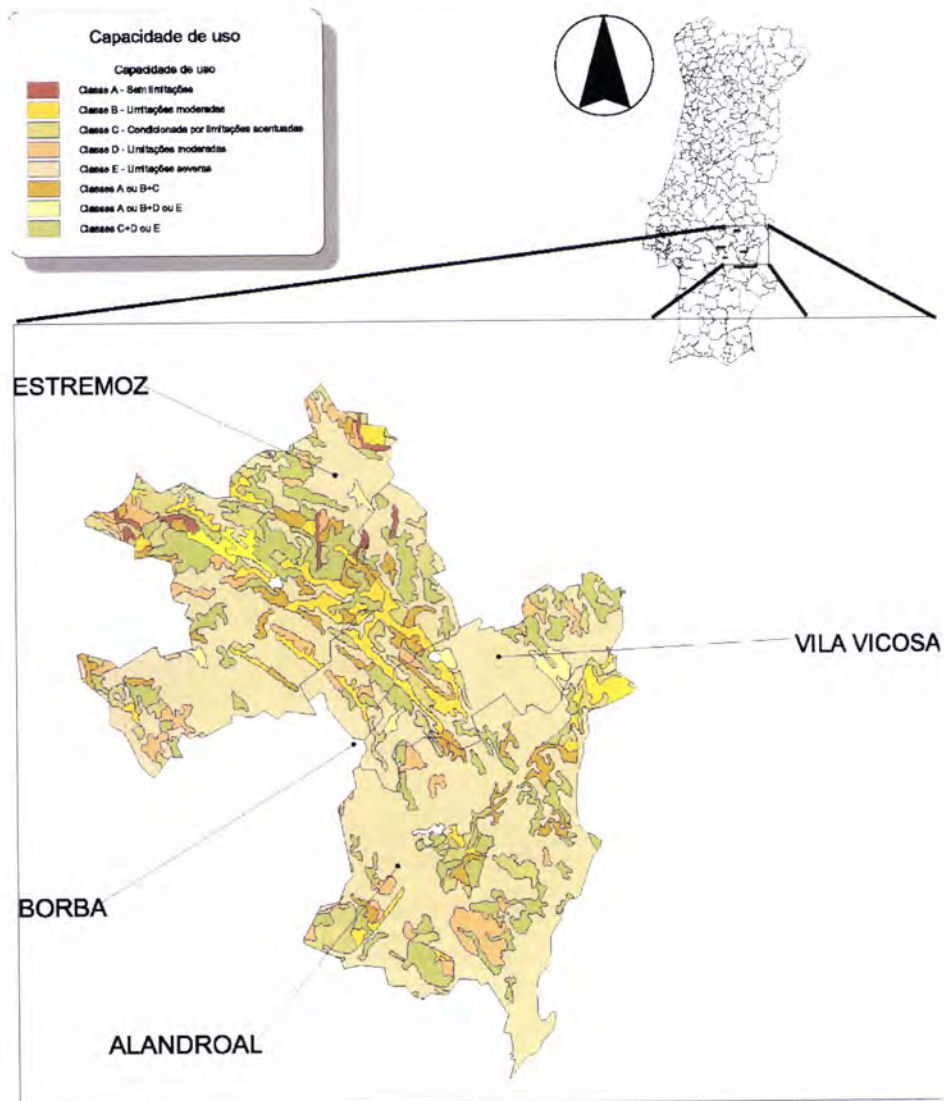 Capacidade de uso
Capacidade de uso
Classe A - Sem limitações
Classe B - Limitações moderadas
Classe C - Condicionada por limitações acentuadas
Classe D - Limitações moderadas
Classe E - Limitações severas
Classes A ou B+C
Classes A ou B+D ou E
Classes C+D ou E
ESTREMOZ
VILA VICOSA
BORBA
ALANDROAL